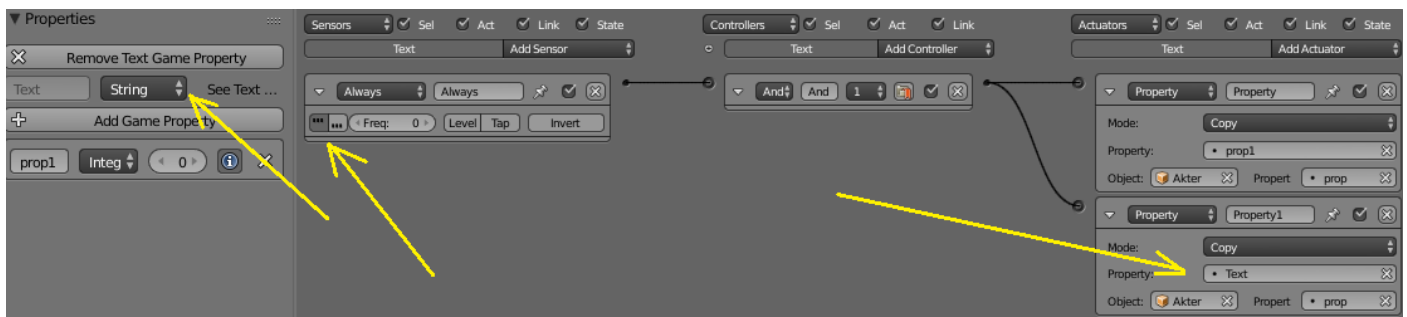 Properties
Remove Text Game Property
Text String See Text ...
Add Game Property
prop1 Integ 0
Sensors Sel Act Link State
Text Add Sensor
Always Always
Freq: 0 Level Tap Invert
Controllers Sel Act Link
Text Add Controller
And And 1
Actuators Sel Act Link State
Text Add Actuator
Property Property
Mode: Copy
Property: prop1
Object: Akter Propert prop
Property Property1
Mode: Copy
Property: Text
Object: Akter Propert prop